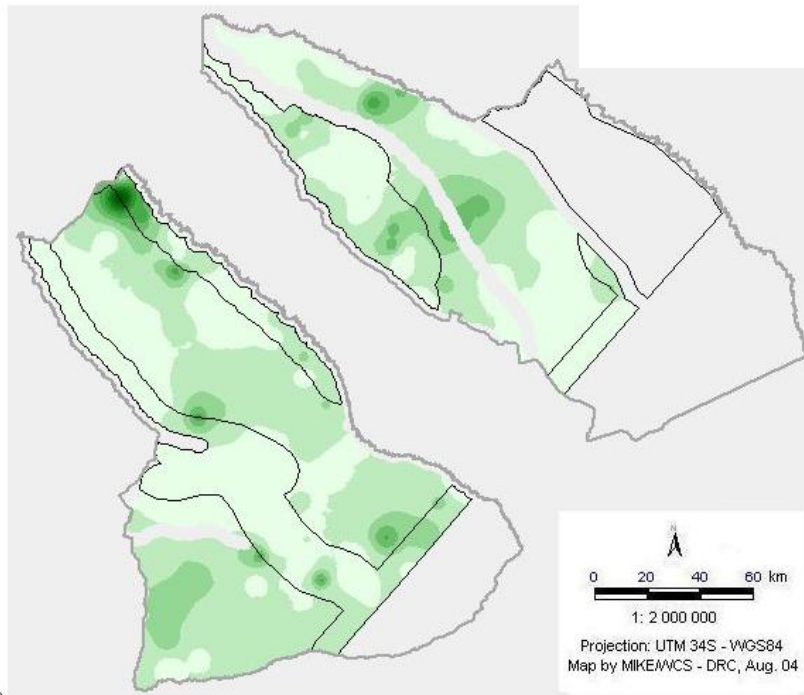 N
0 20 40 60 km
1: 2 000 000
Projection: UTM 34S - WGS84
Map by MIKE/WCS - DRC, Aug. 04